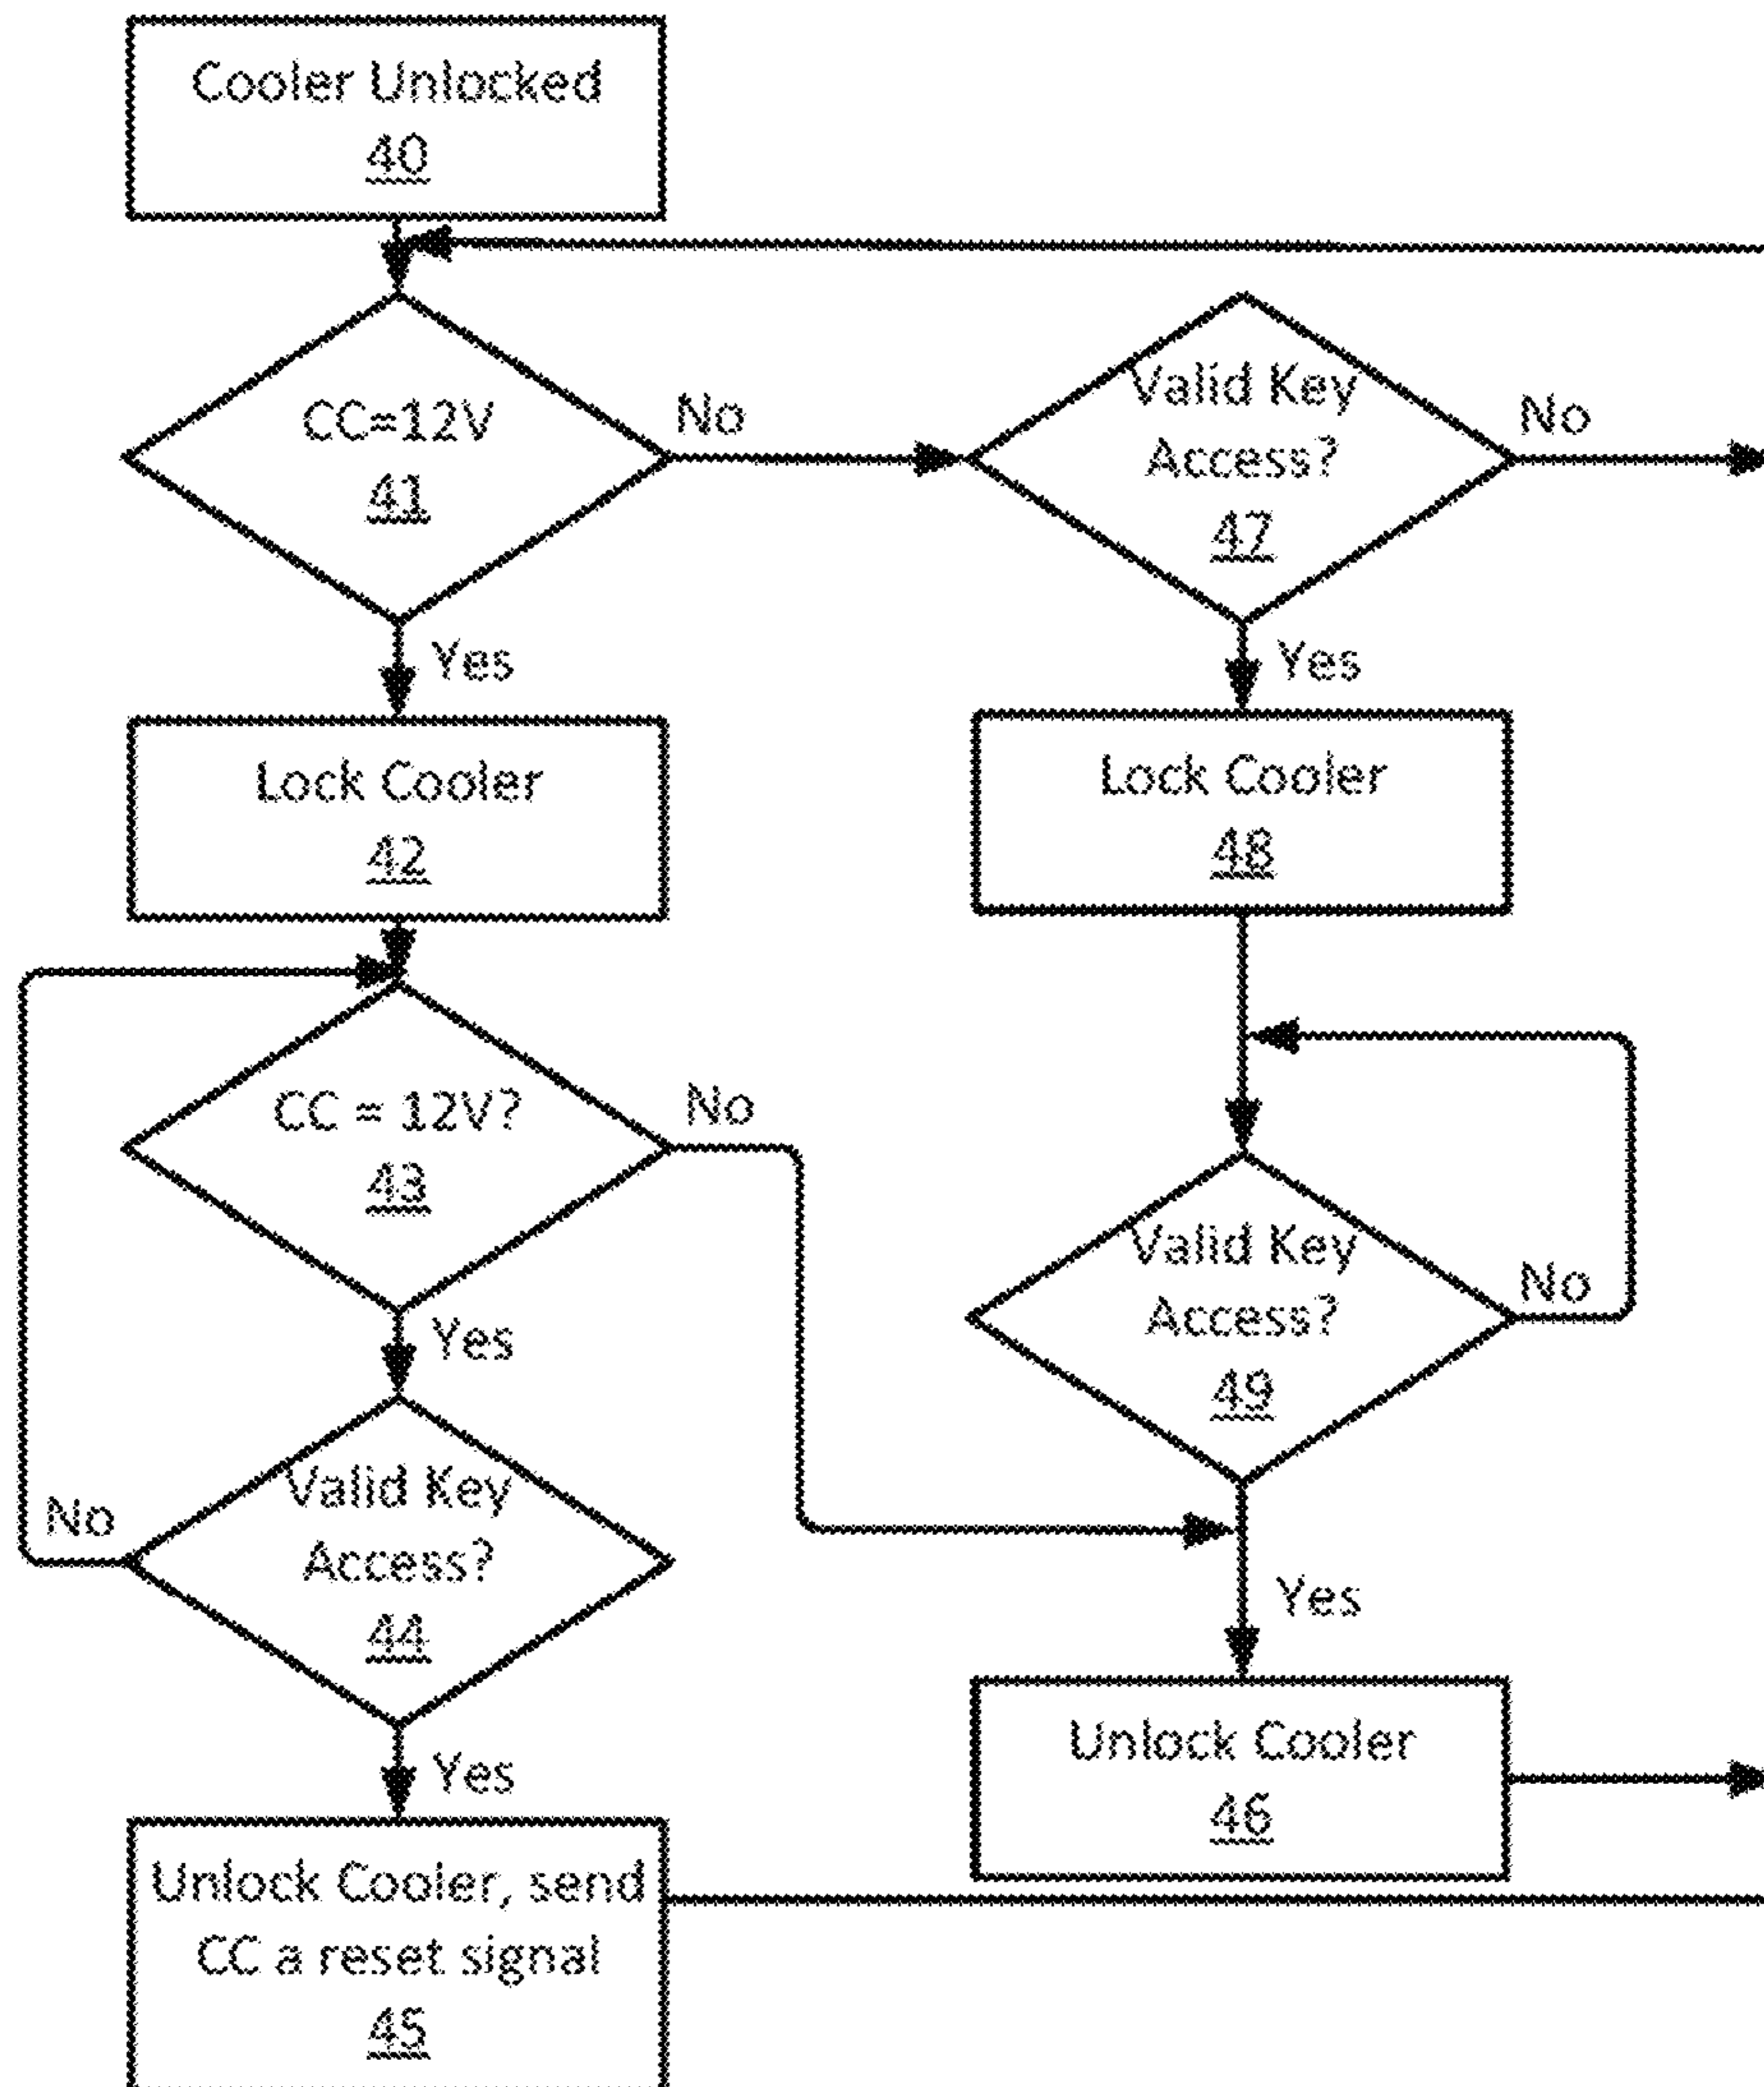 Cooler Unlocked
40
CC=12V
41
No
Valid Key
Access?
47
No
Yes
Yes
Lock Cooler
42
Lock Cooler
48
CC = 12V?
43
No
Valid Key
Access?
49
No
Yes
Valid Key
Access?
44
No
Yes
Yes
Unlock Cooler
46
Unlock Cooler, send
CC a reset signal
45